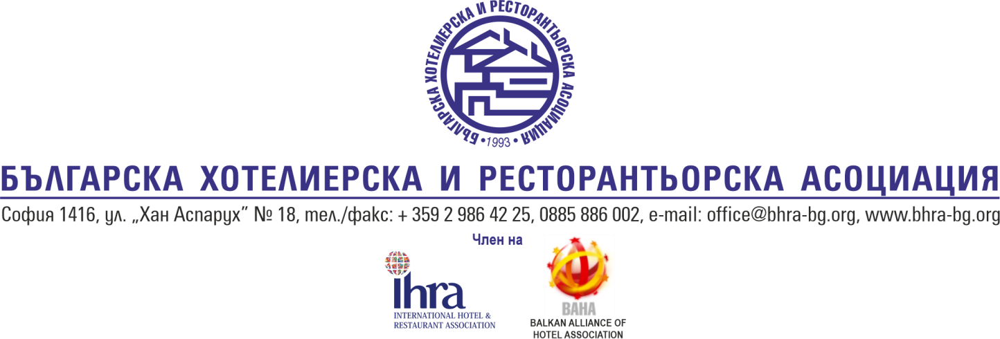 БЪЛГАРСКА ХОТЕЛИЕРСКА И РЕСТОРАНТЬОРСКА АСОЦИАЦИЯ
• 1993 •
БЪЛГАРСКА ХОТЕЛИЕРСКА И РЕСТОРАНТЬОРСКА АСОЦИАЦИЯ
София 1416, ул. „Хан Аспарух” № 18, тел./факс: + 359 2 986 42 25, 0885 886 002, e-mail: office@bhra-bg.org, www.bhra-bg.org
Член на
ihra
INTERNATIONAL HOTEL &
RESTAURANT ASSOCIATION
BAHA
BALKAN ALLIANCE OF
HOTEL ASSOCIATION